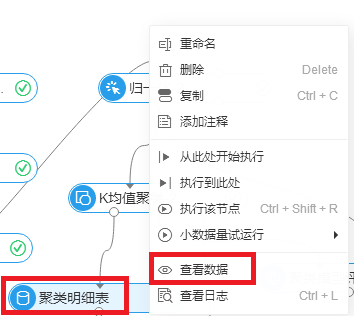 重命名
归一
删除 Delete
复制 Ctrl + C
添加注释
从此处开始执行
执行到此处
K均值聚
执行该节点 Ctrl + Shift + R
小数据量试运行
查看数据
聚类明细表
查看日志 Ctrl + L